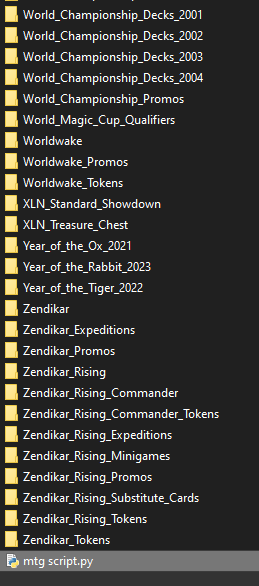 World_Championship_Decks_2001
World_Championship_Decks_2002
World_Championship_Decks_2003
World_Championship_Decks_2004
World_Championship_Promos
World_Magic_Cup_Qualifiers
Worldwake
Worldwake_Promos
Worldwake_Tokens
XLN_Standard_Showdown
XLN_Treasure_Chest
Year_of_the_Ox_2021
Year_of_the_Rabbit_2023
Year_of_the_Tiger_2022
Zendikar
Zendikar_Expeditions
Zendikar_Promos
Zendikar_Rising
Zendikar_Rising_Commander
Zendikar_Rising_Commander_Tokens
Zendikar_Rising_Expeditions
Zendikar_Rising_Minigames
Zendikar_Rising_Promos
Zendikar_Rising_Substitute_Cards
Zendikar_Rising_Tokens
Zendikar_Tokens
mtg script.py